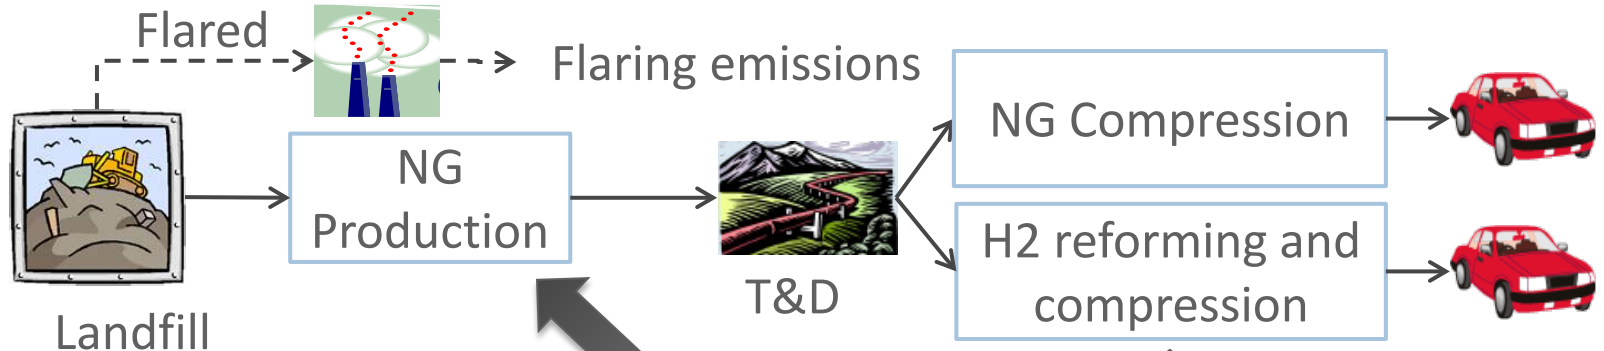 Flared
Flaring emissions
NG Compression
NG
Production
H2 reforming and
compression
T&D
Landfill